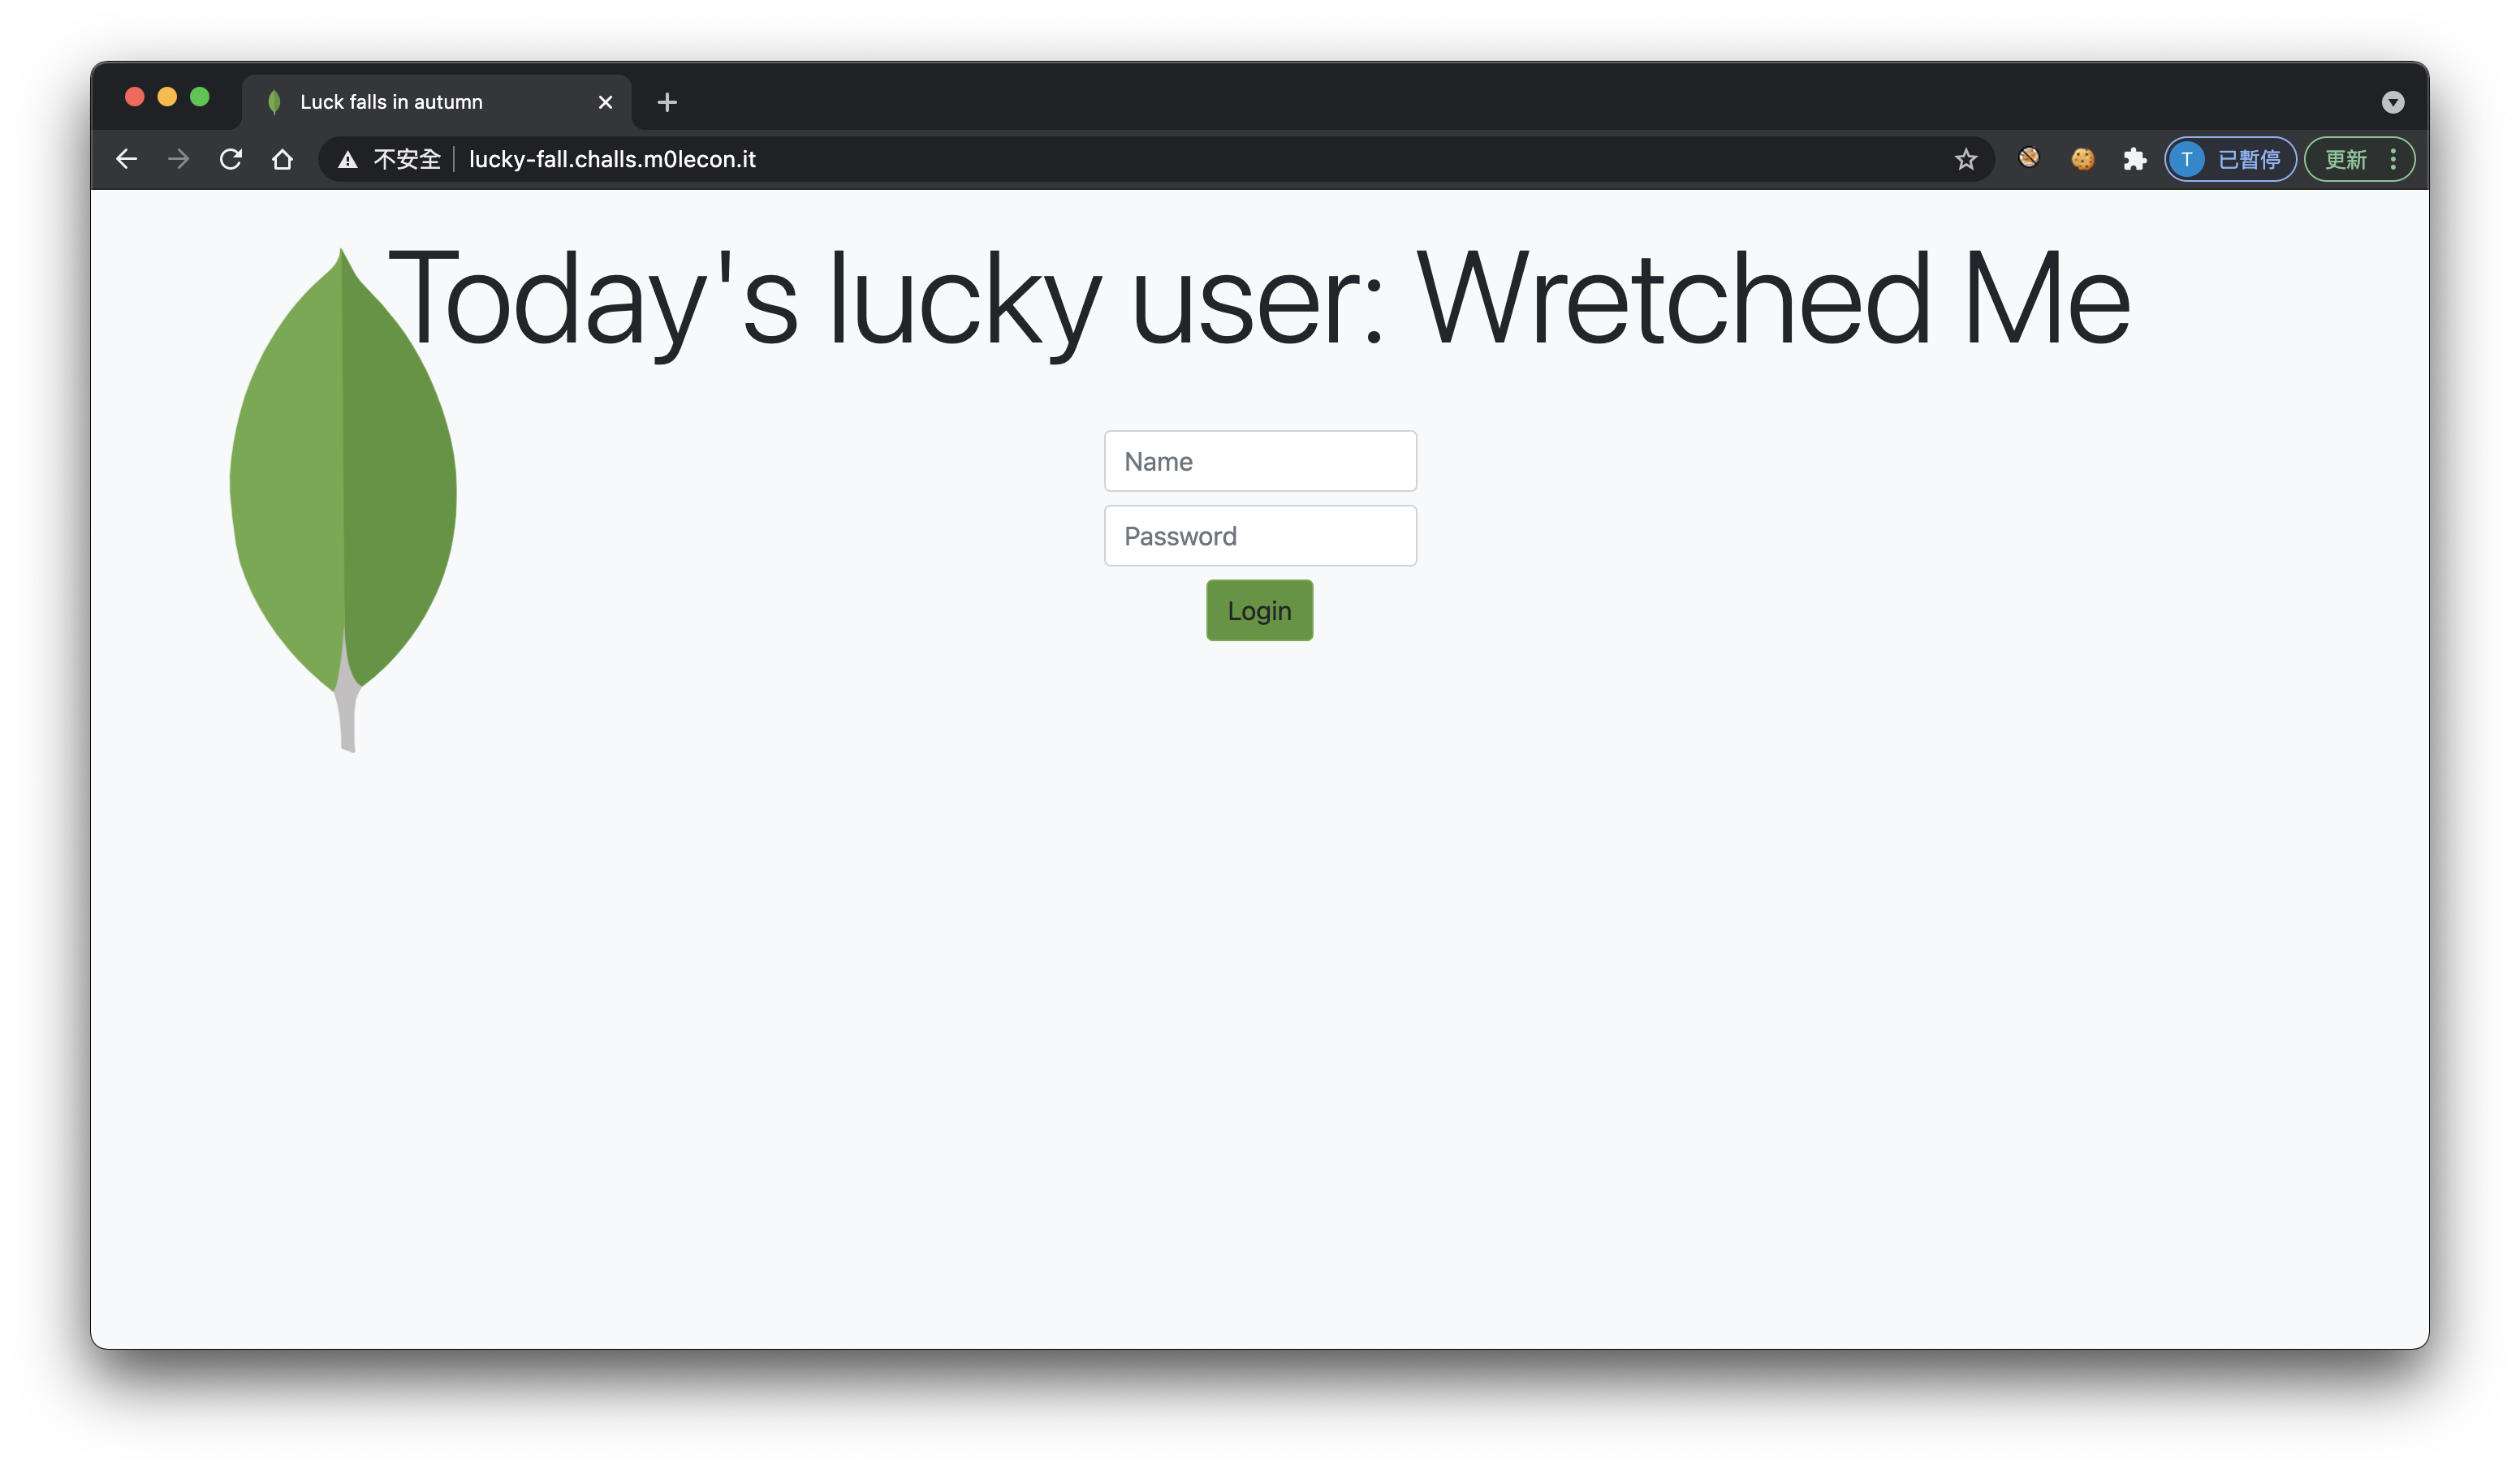 Luck falls in autumn
不安全 lucky-fall.challs.m0lecon.it T 已暫停 更新
Today's lucky user: Wretched Me
Name
Password
Login